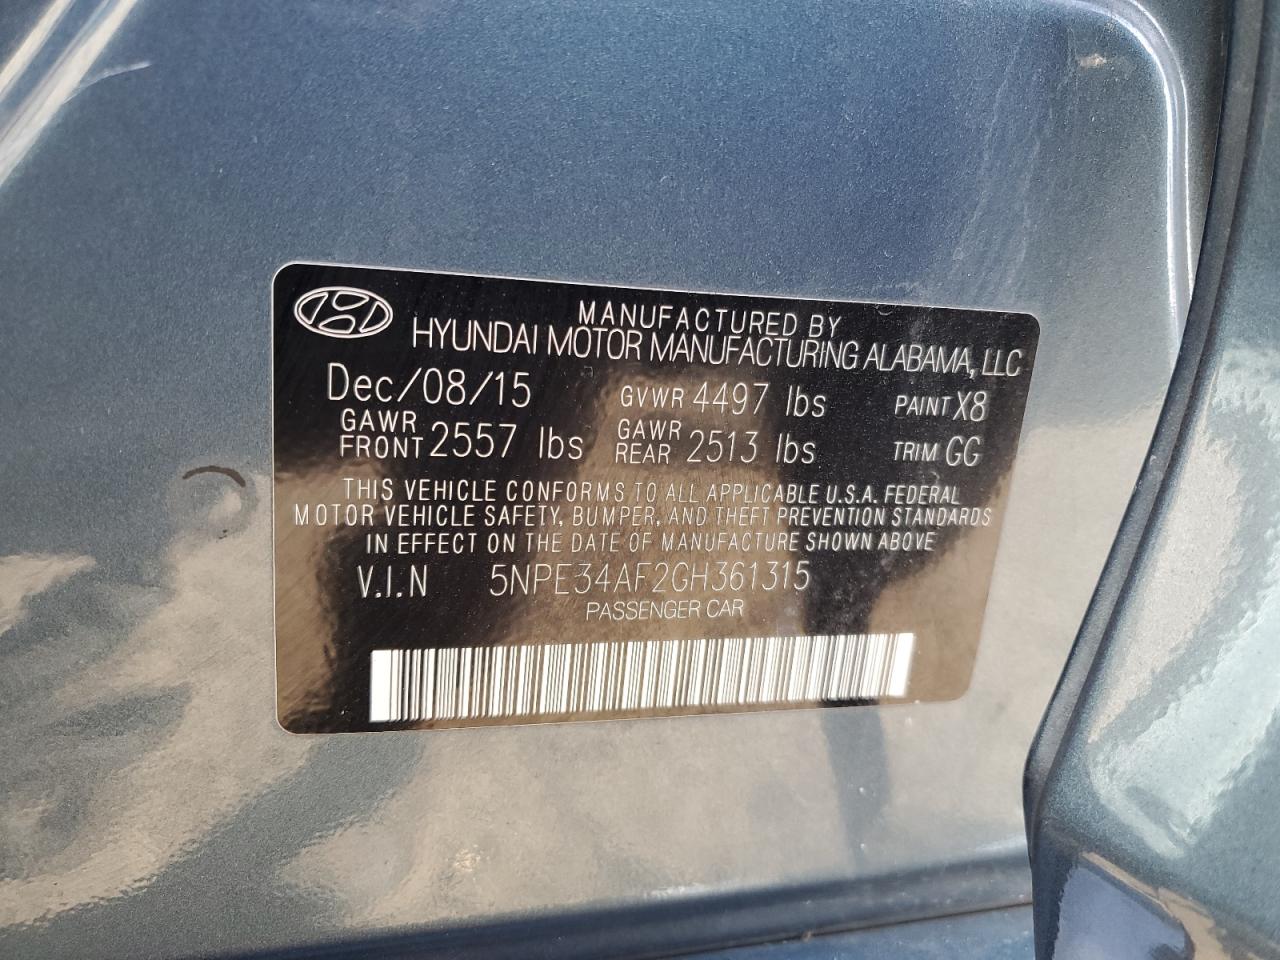 MANUFACTURED BY
HYUNDAI MOTOR MANUFACTURING ALABAMA, LLC
Dec/08/15 GVWR 4497 lbs PAINT X8
GAWR FRONT 2557 lbs GAWR REAR 2513 lbs TRIM GG
THIS VEHICLE CONFORMS TO ALL APPLICABLE U.S.A. FEDERAL
MOTOR VEHICLE SAFETY, BUMPER, AND THEFT PREVENTION STANDARDS
IN EFFECT ON THE DATE OF MANUFACTURE SHOWN ABOVE
V.I.N 5NPE34AF2GH361315
PASSENGER CAR